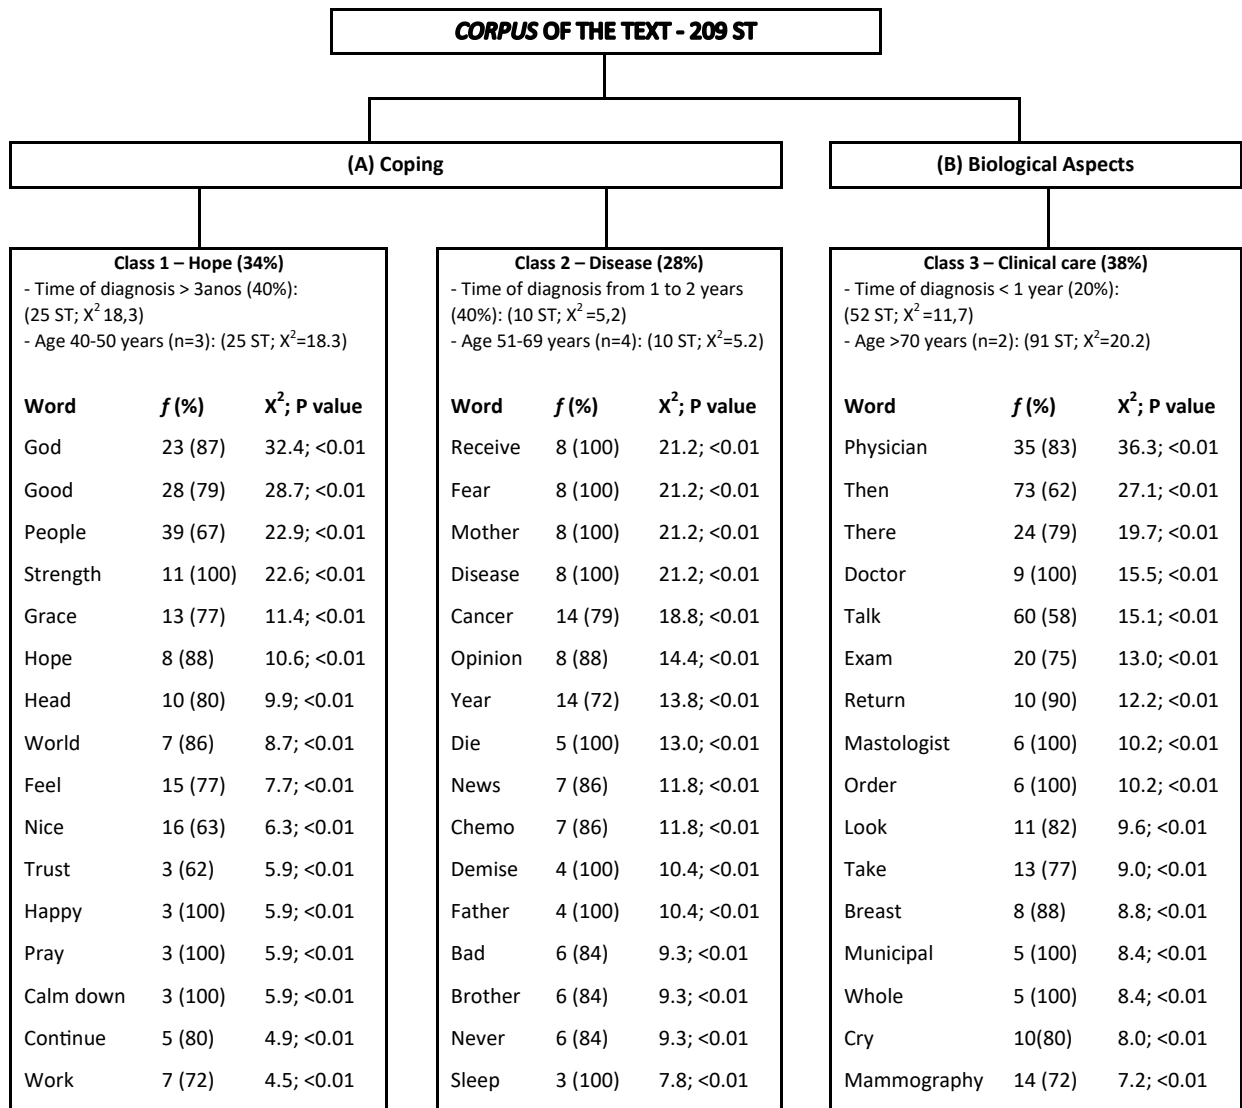 CORPUS OF THE TEXT - 209 ST
(A) Coping
(B) Biological Aspects
Class 1 – Hope (34%)
- Time of diagnosis > 3anos (40%):
(25 ST; X² 18,3)
- Age 40-50 years (n=3): (25 ST; X²=18.3)
Word f (%) X²; P value
God 23 (87) 32.4; <0.01
Good 28 (79) 28.7; <0.01
People 39 (67) 22.9; <0.01
Strength 11 (100) 22.6; <0.01
Grace 13 (77) 11.4; <0.01
Hope 8 (88) 10.6; <0.01
Head 10 (80) 9.9; <0.01
World 7 (86) 8.7; <0.01
Feel 15 (77) 7.7; <0.01
Nice 16 (63) 6.3; <0.01
Trust 3 (62) 5.9; <0.01
Happy 3 (100) 5.9; <0.01
Pray 3 (100) 5.9; <0.01
Calm down 3 (100) 5.9; <0.01
Continue 5 (80) 4.9; <0.01
Work 7 (72) 4.5; <0.01
Class 2 – Disease (28%)
- Time of diagnosis from 1 to 2 years
(40%): (10 ST; X² =5,2)
- Age 51-69 years (n=4): (10 ST; X²=5.2)
Word f (%) X²; P value
Receive 8 (100) 21.2; <0.01
Fear 8 (100) 21.2; <0.01
Mother 8 (100) 21.2; <0.01
Disease 8 (100) 21.2; <0.01
Cancer 14 (79) 18.8; <0.01
Opinion 8 (88) 14.4; <0.01
Year 14 (72) 13.8; <0.01
Die 5 (100) 13.0; <0.01
News 7 (86) 11.8; <0.01
Chemo 7 (86) 11.8; <0.01
Demise 4 (100) 10.4; <0.01
Father 4 (100) 10.4; <0.01
Bad 6 (84) 9.3; <0.01
Brother 6 (84) 9.3; <0.01
Never 6 (84) 9.3; <0.01
Sleep 3 (100) 7.8; <0.01
Class 3 – Clinical care (38%)
- Time of diagnosis < 1 year (20%):
(52 ST; X² =11,7)
- Age >70 years (n=2): (91 ST; X²=20.2)
Word f (%) X²; P value
Physician 35 (83) 36.3; <0.01
Then 73 (62) 27.1; <0.01
There 24 (79) 19.7; <0.01
Doctor 9 (100) 15.5; <0.01
Talk 60 (58) 15.1; <0.01
Exam 20 (75) 13.0; <0.01
Return 10 (90) 12.2; <0.01
Mastologist 6 (100) 10.2; <0.01
Order 6 (100) 10.2; <0.01
Look 11 (82) 9.6; <0.01
Take 13 (77) 9.0; <0.01
Breast 8 (88) 8.8; <0.01
Municipal 5 (100) 8.4; <0.01
Whole 5 (100) 8.4; <0.01
Cry 10(80) 8.0; <0.01
Mammography 14 (72) 7.2; <0.01